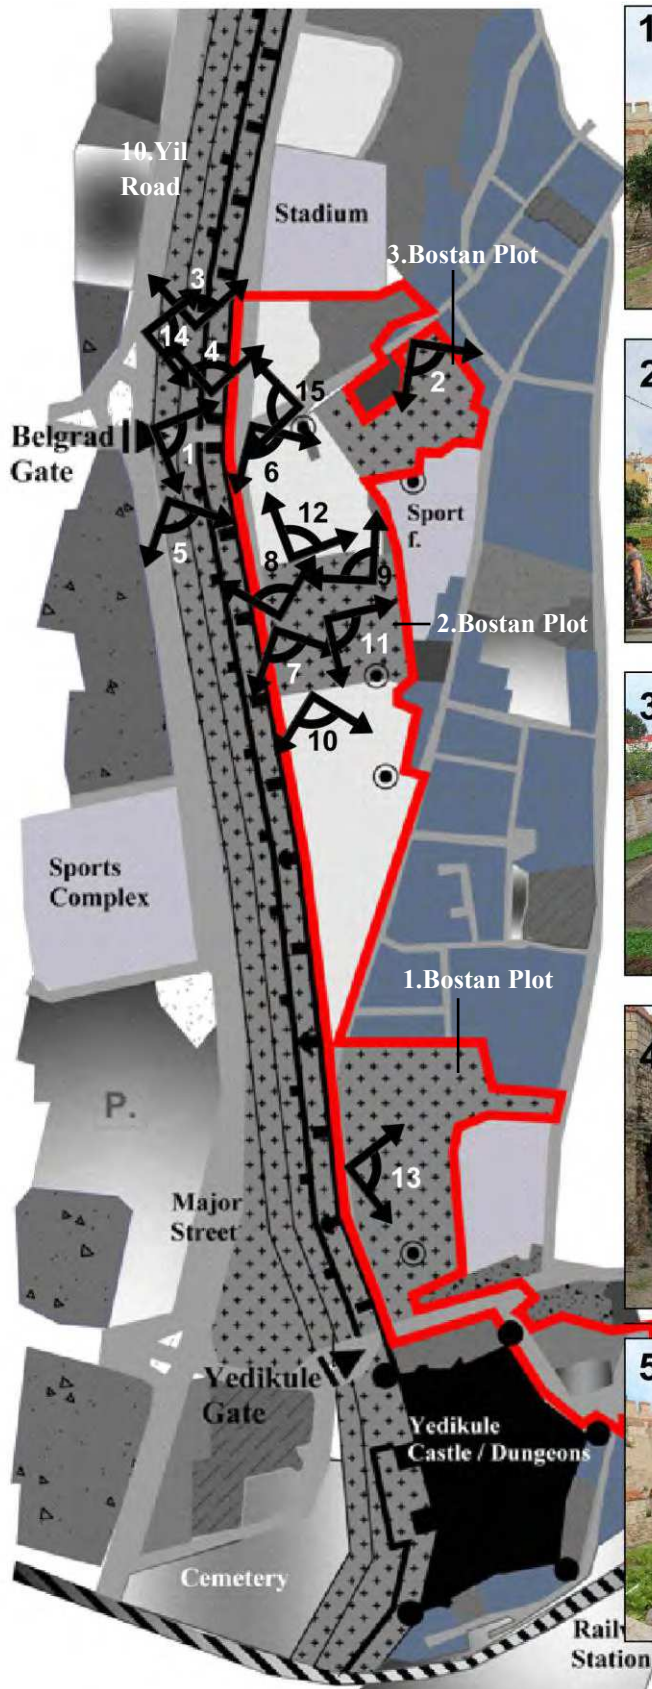 1
10.Yil
Road
Stadium
3.Bostan Plot
3
14
4
2
15
Belgrad
Gate
1
6
2
12
Sport
f.
5
8
9
2.Bostan Plot
11
7
10
3
Sports
Complex
1.Bostan Plot
4
P.
13
Major
Street
Yedikule
Gate
5
Yedikule
Castle / Dungeons
Cemetery
Railw
Station